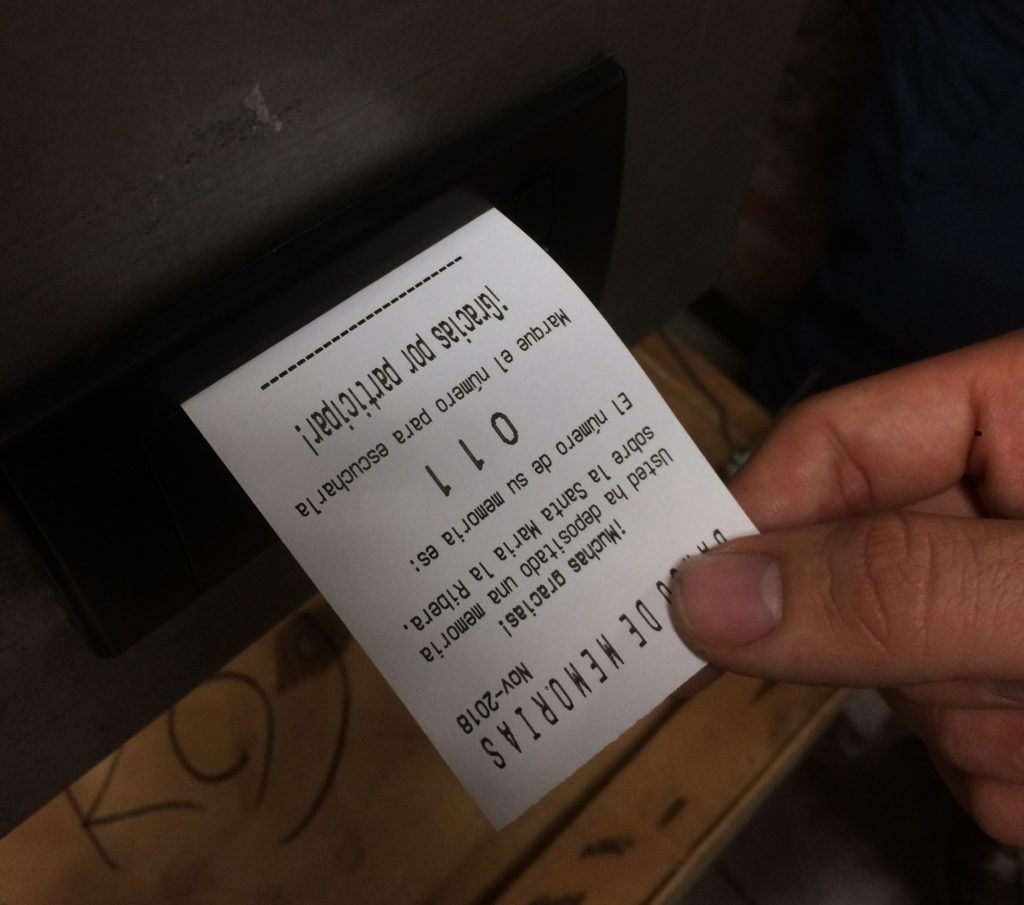 DE MEMORIAS
Nov-2018
¡Muchas gracias!
Usted ha depositado una memoria
sobre la Santa María la Ribera.
El número de su memoria es:
0 1 1
Marque el número para escucharla
¡Gracias por participar!